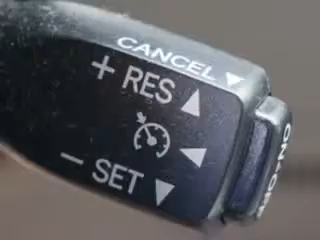 CANCEL ▼
+ RES ▲
◀
− SET ▼
ON-OFF